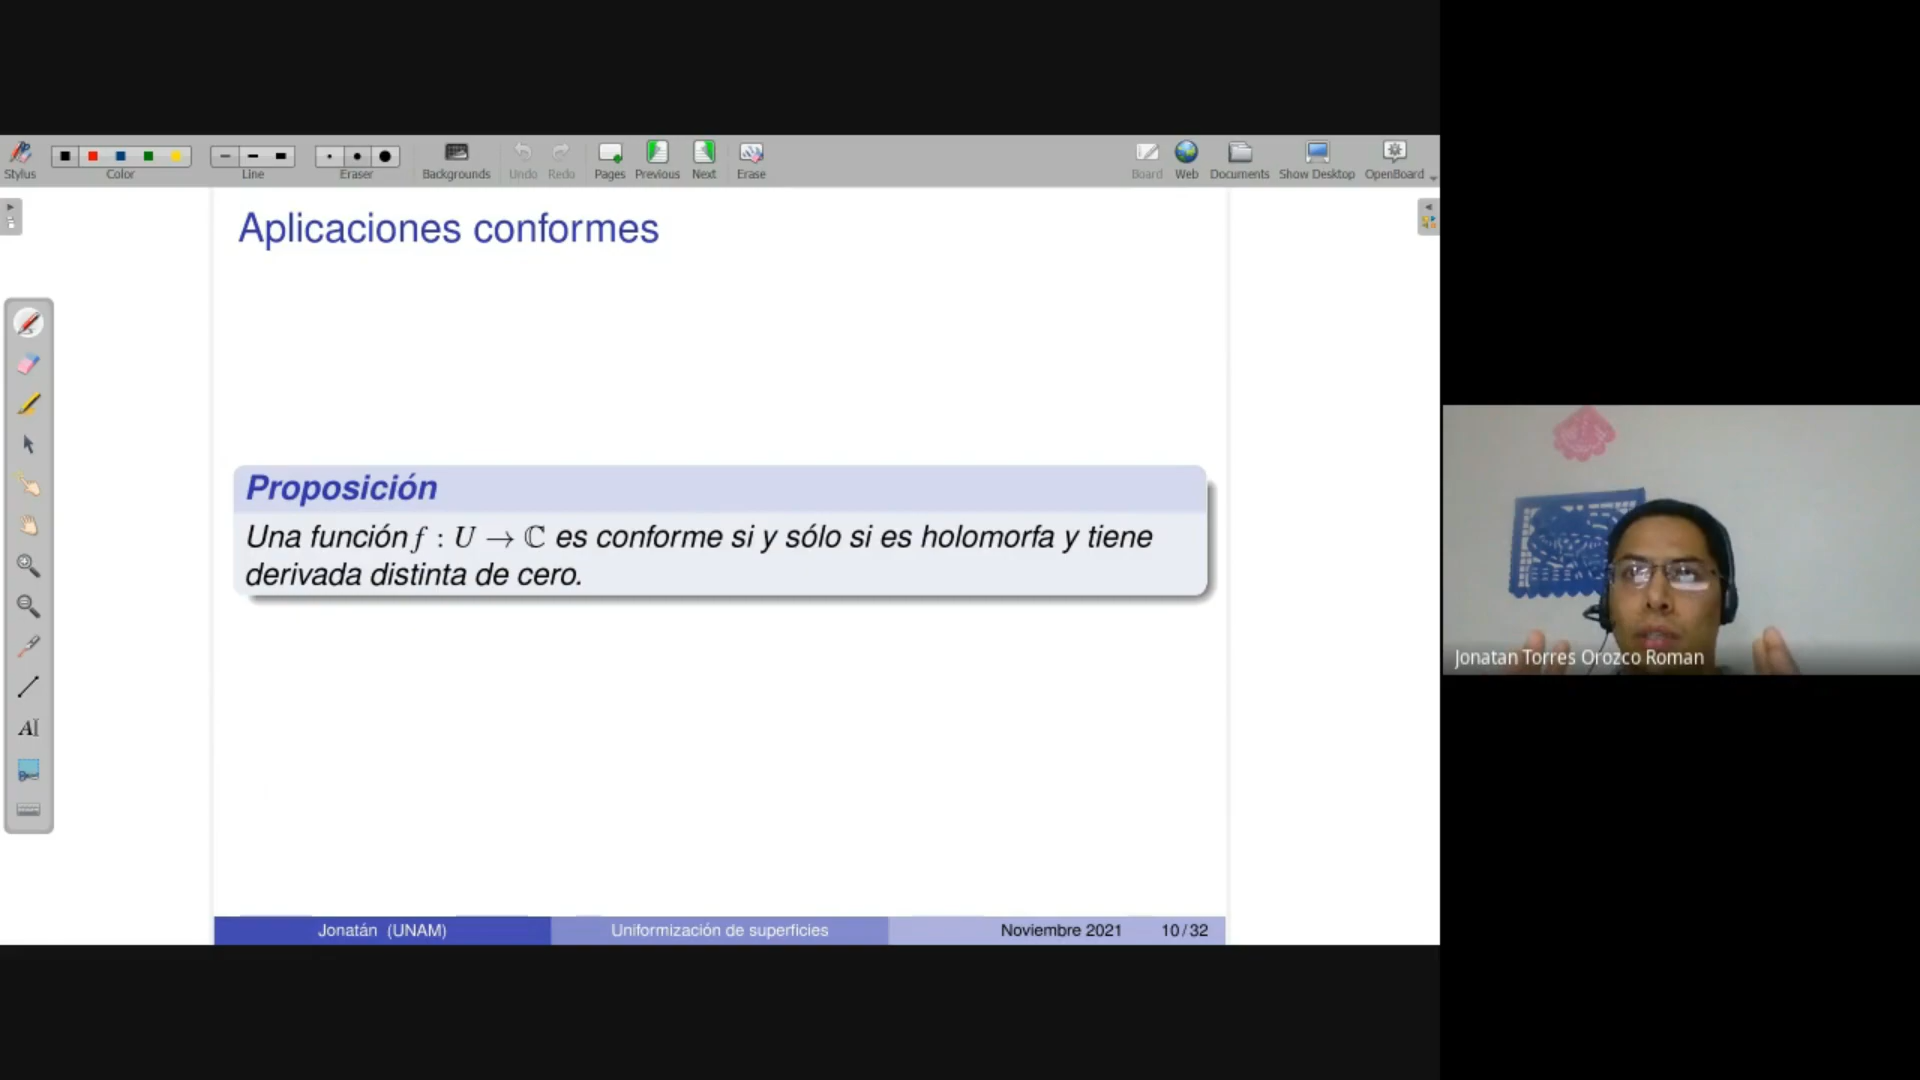 Stylus
Color
Line
Eraser
Backgrounds
Undo
Redo
Pages
Previous
Next
Erase
Board
Web
Documents
Show Desktop
OpenBoard
Aplicaciones conformes
Proposición
Una función f : U → ℂ es conforme si y sólo si es holomorfa y tiene
derivada distinta de cero.
AI
Jonatan Torres Orozco Roman
Jonatán (UNAM)
Uniformización de superficies
Noviembre 2021
10/32